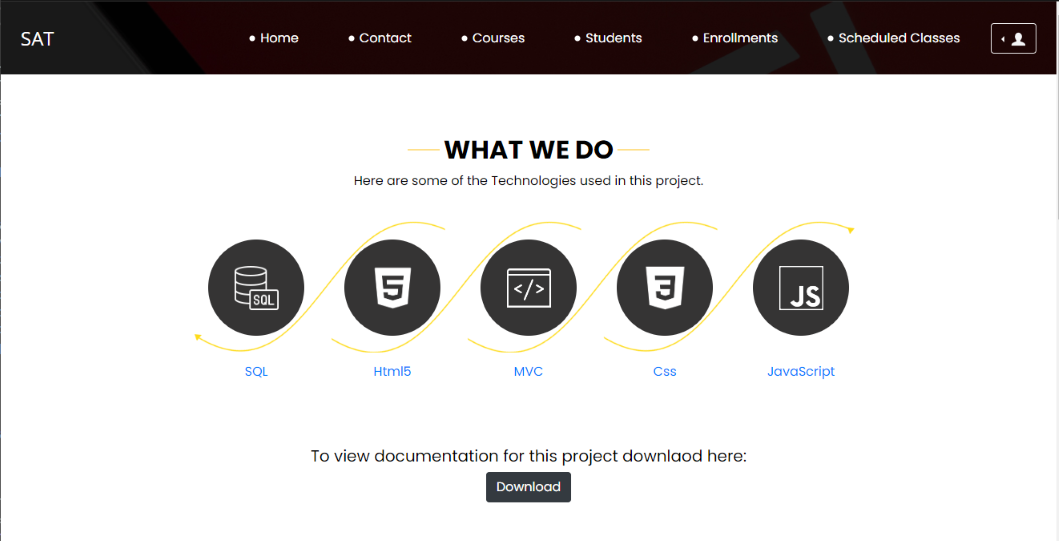 SAT
Home Contact Courses Students Enrollments Scheduled Classes
WHAT WE DO
Here are some of the Technologies used in this project.
SQL 5 </> 3 JS
SQL Html5 MVC Css JavaScript
To view documentation for this project downlaod here:
Download